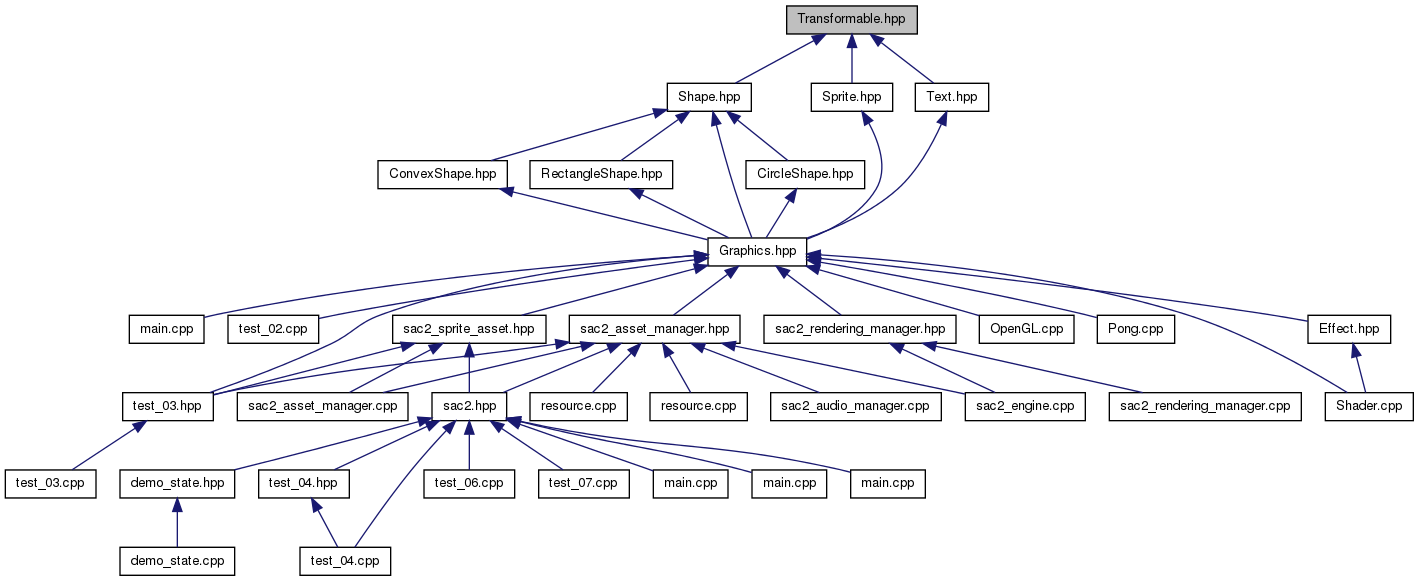 Transformable.hpp
Shape.hpp
Sprite.hpp
Text.hpp
ConvexShape.hpp
RectangleShape.hpp
CircleShape.hpp
Graphics.hpp
main.cpp
test_02.cpp
sac2_sprite_asset.hpp
sac2_asset_manager.hpp
sac2_rendering_manager.hpp
OpenGL.cpp
Pong.cpp
Effect.hpp
test_03.hpp
sac2_asset_manager.cpp
sac2.hpp
resource.cpp
resource.cpp
sac2_audio_manager.cpp
sac2_engine.cpp
sac2_rendering_manager.cpp
Shader.cpp
test_03.cpp
demo_state.hpp
test_04.hpp
test_06.cpp
test_07.cpp
main.cpp
main.cpp
main.cpp
demo_state.cpp
test_04.cpp